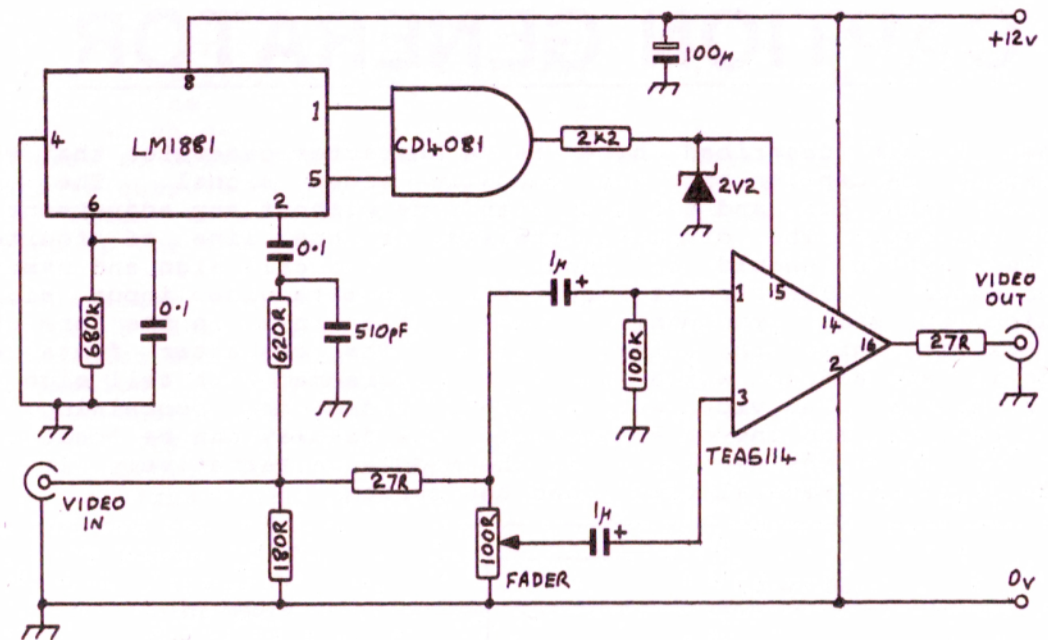 +12v
100µ
8
4
LM1881
1
5
6
2
CD4081
2K2
2V2
0.1
680K
0.1
620R
510pF
1µ
+
100K
1
15
14
16
2
3
TEA5114
27R
VIDEO
OUT
VIDEO
IN
27R
180R
100R
FADER
1µ
+
0v